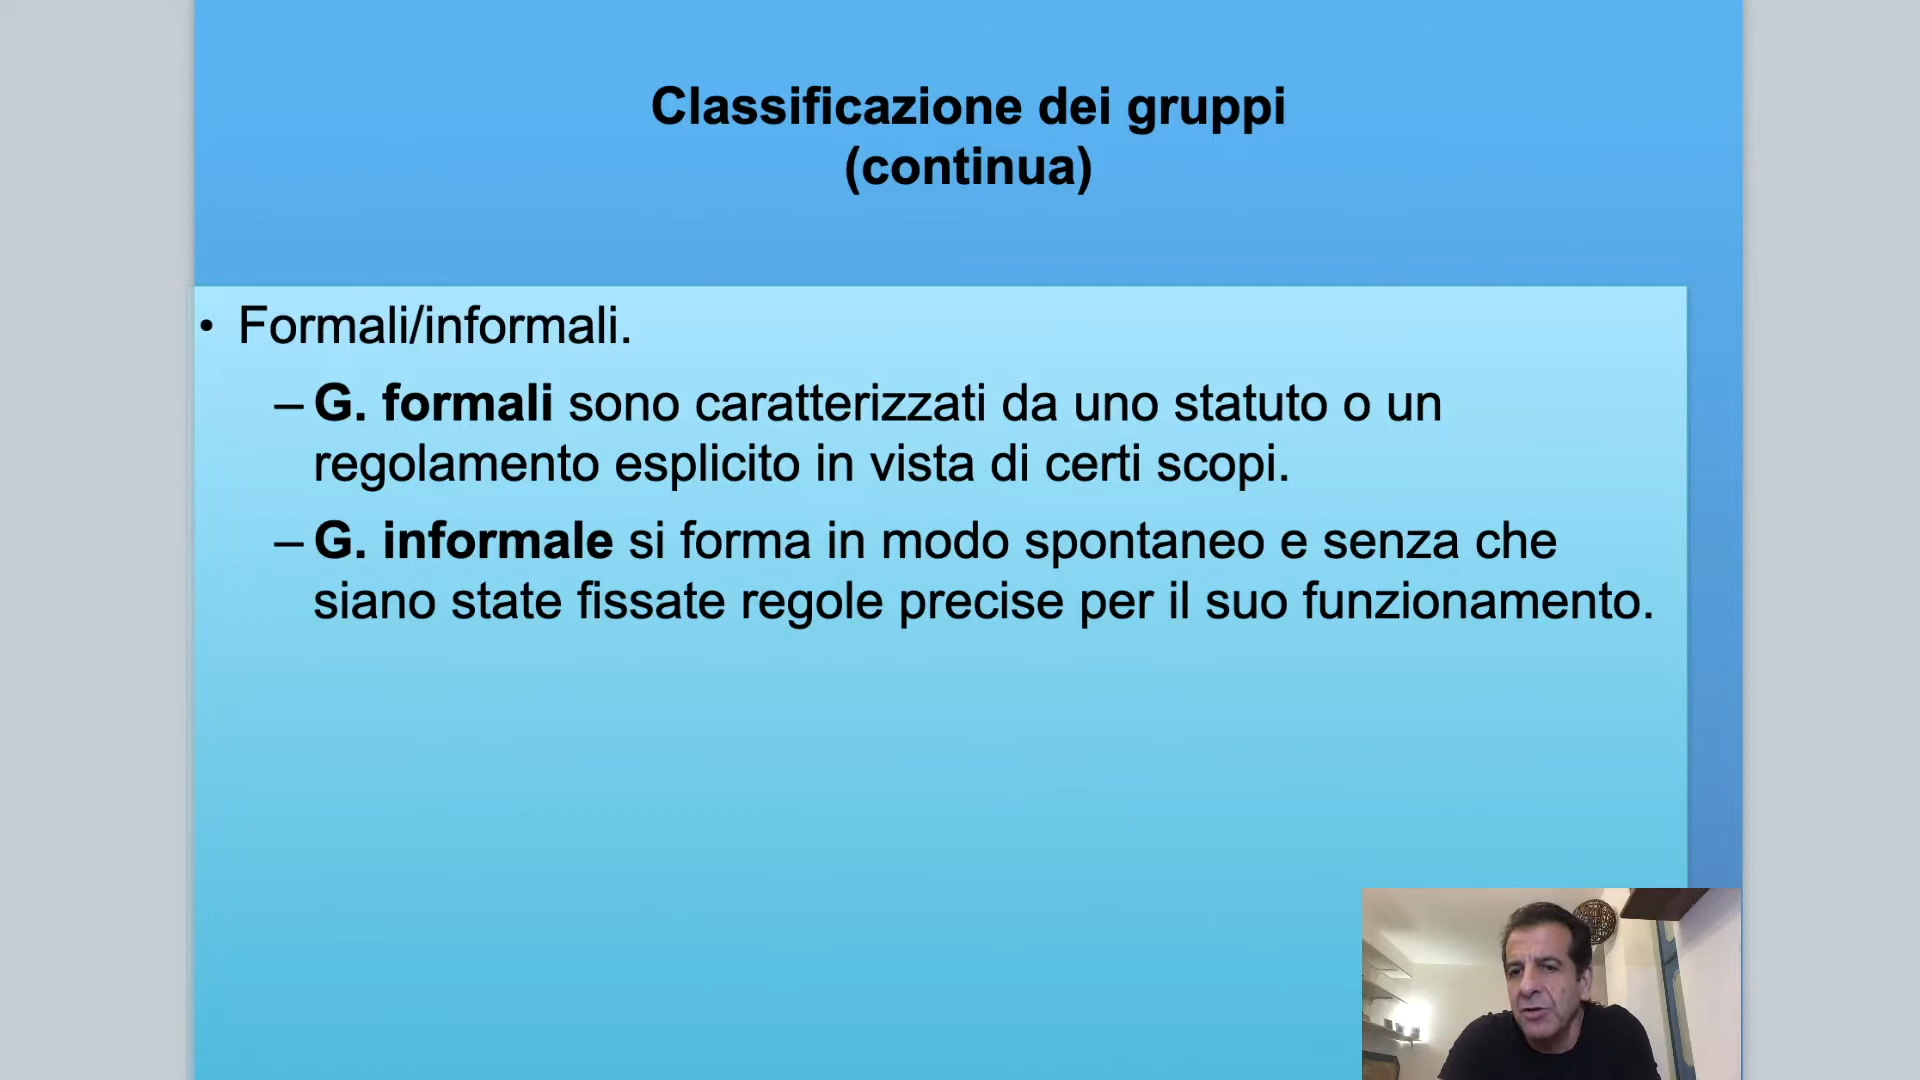 Classificazione dei gruppi
(continua)
• Formali/informali.
– G. formali sono caratterizzati da uno statuto o un
regolamento esplicito in vista di certi scopi.
– G. informale si forma in modo spontaneo e senza che
siano state fissate regole precise per il suo funzionamento.